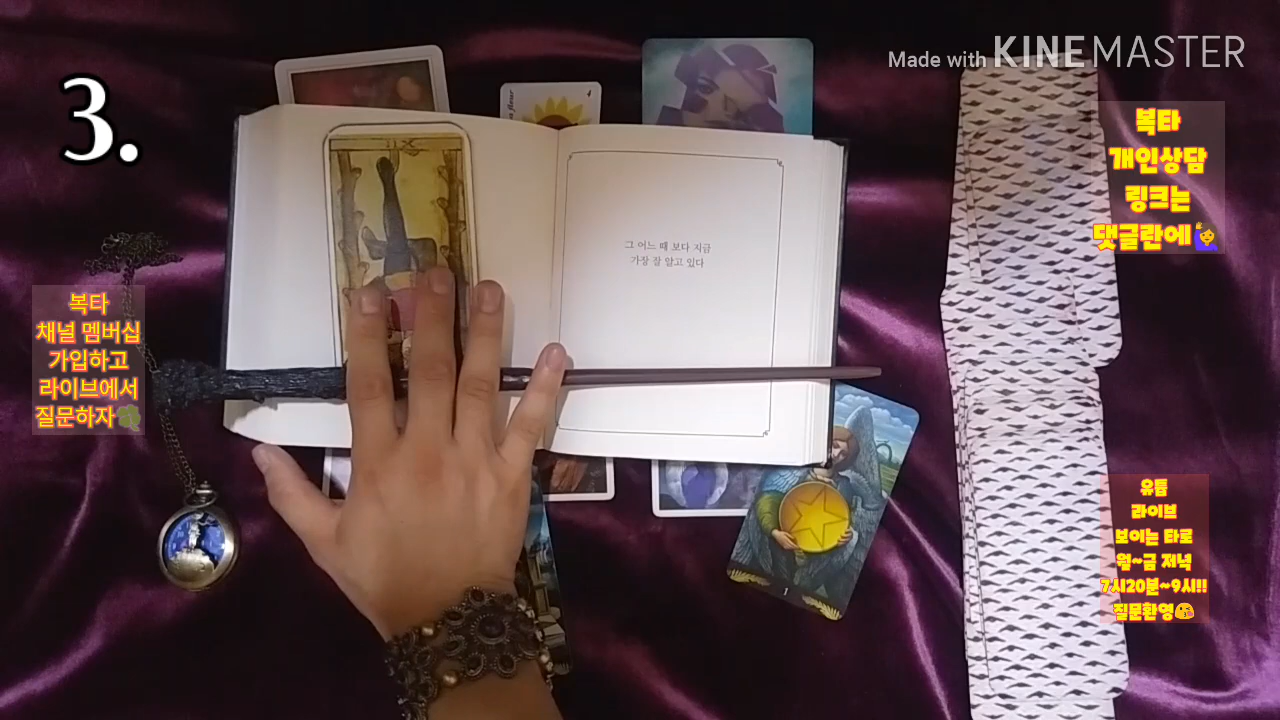 Made with KINEMASTER
3.
복타
개인상담
링크는
댓글란에🙋‍♀️
XII
그 어느 때 보다 지금
가장 잘 알고 있다
복타
채널 멤버십
가입하고
라이브에서
질문하자🍀
유튭
라이브
보이는 타로
월~금 저녁
7시20분~9시!!
질문환영😘
1